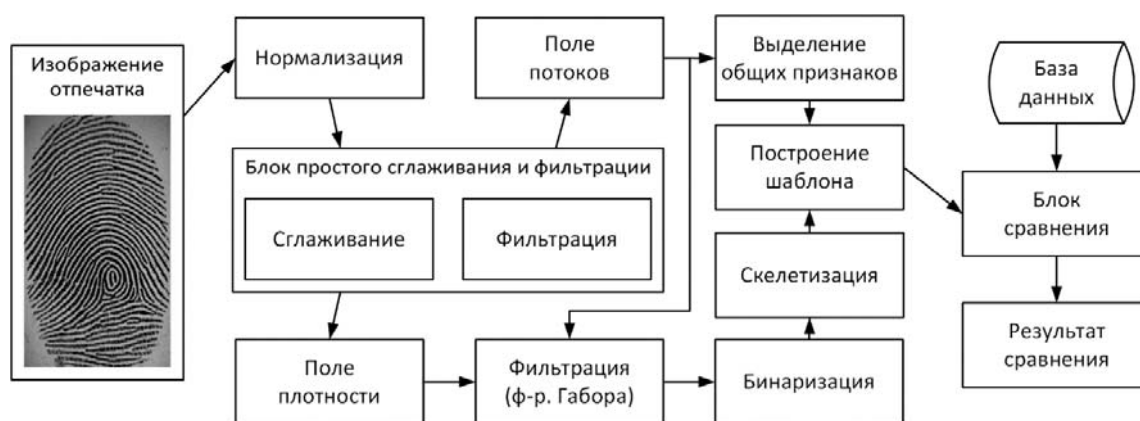 Изображение
отпечатка
Нормализация
Поле
потоков
Выделение
общих признаков
База
данных
Блок простого сглаживания и фильтрации
Сглаживание
Фильтрация
Построение
шаблона
Блок
сравнения
Скелетизация
Поле
плотности
Фильтрация
(ф-р. Габора)
Бинаризация
Результат
сравнения